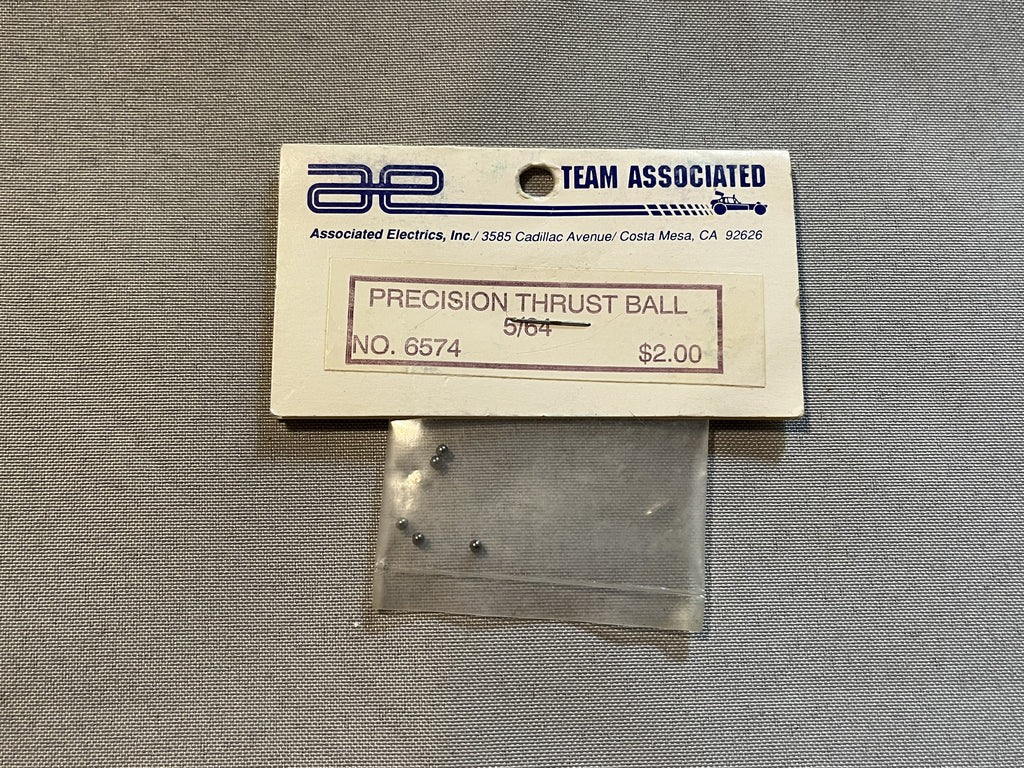 ae
TEAM ASSOCIATED
Associated Electrics, Inc./ 3585 Cadillac Avenue/ Costa Mesa, CA 92626
PRECISION THRUST BALL
5/64
NO. 6574 $2.00